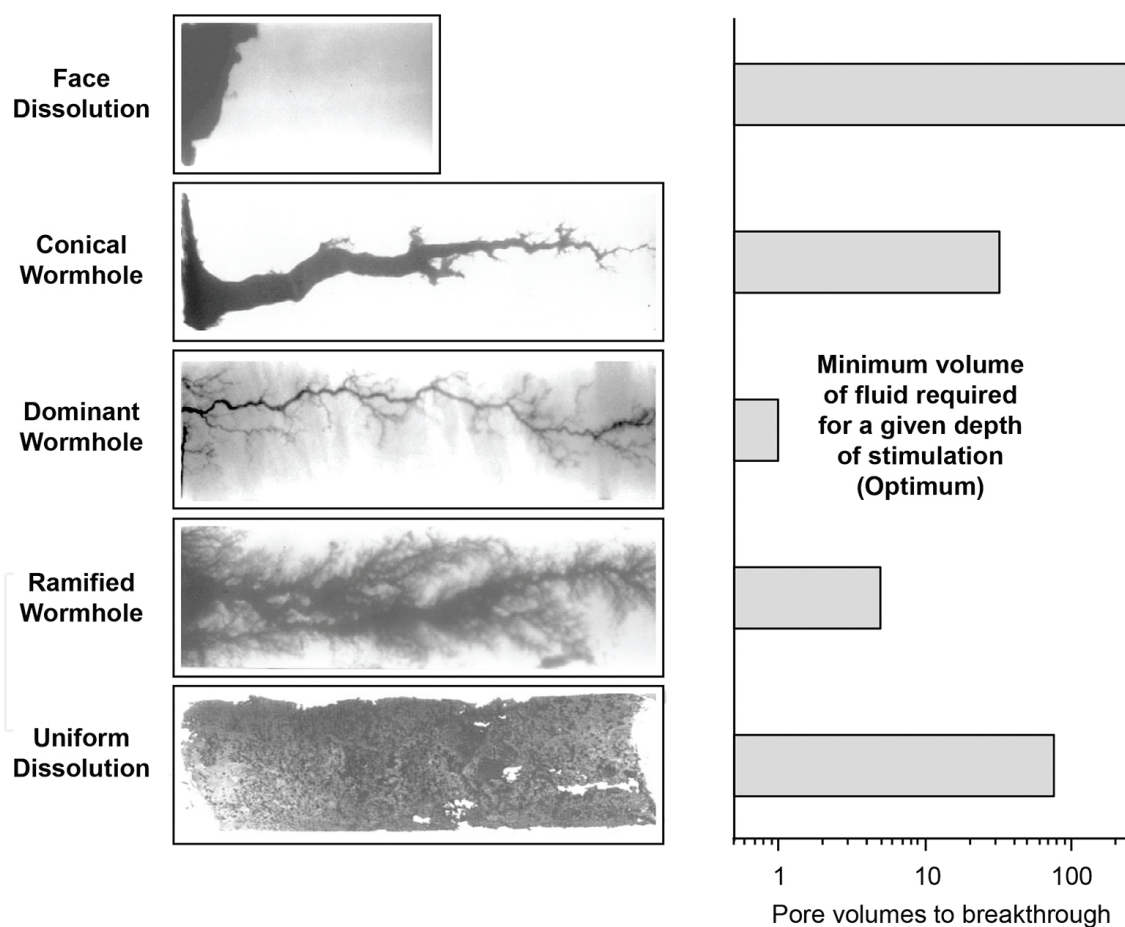 Face
Dissolution
Conical
Wormhole
Dominant
Wormhole
Minimum volume
of fluid required
for a given depth
of stimulation
(Optimum)
Ramified
Wormhole
Uniform
Dissolution
1 10 100
Pore volumes to breakthrough